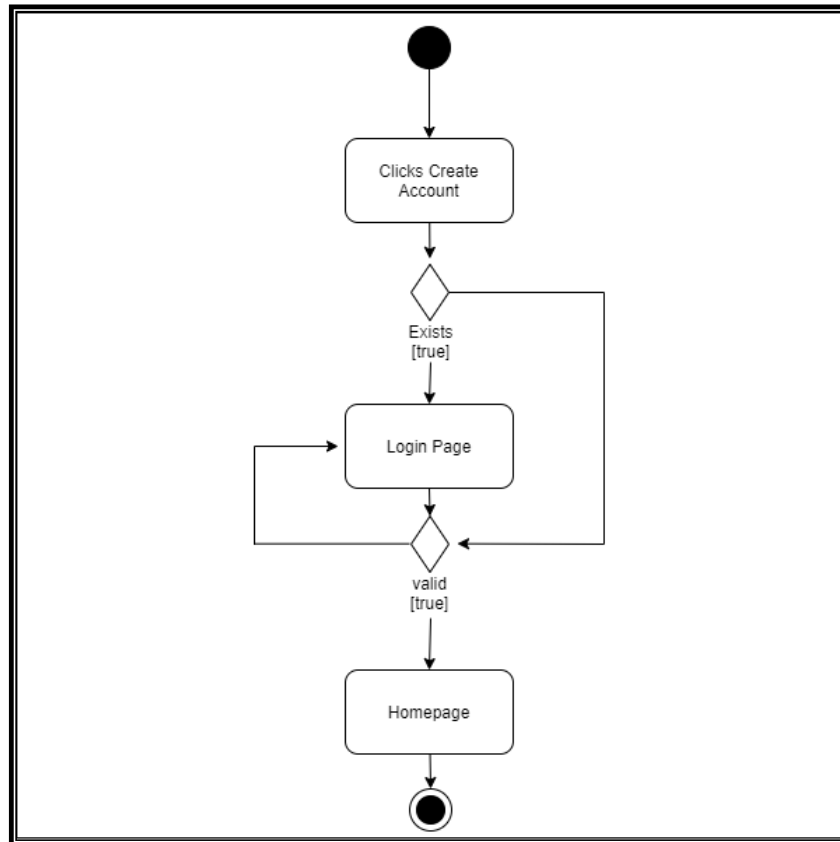 Clicks Create
Account
Exists
[true]
Login Page
valid
[true]
Homepage